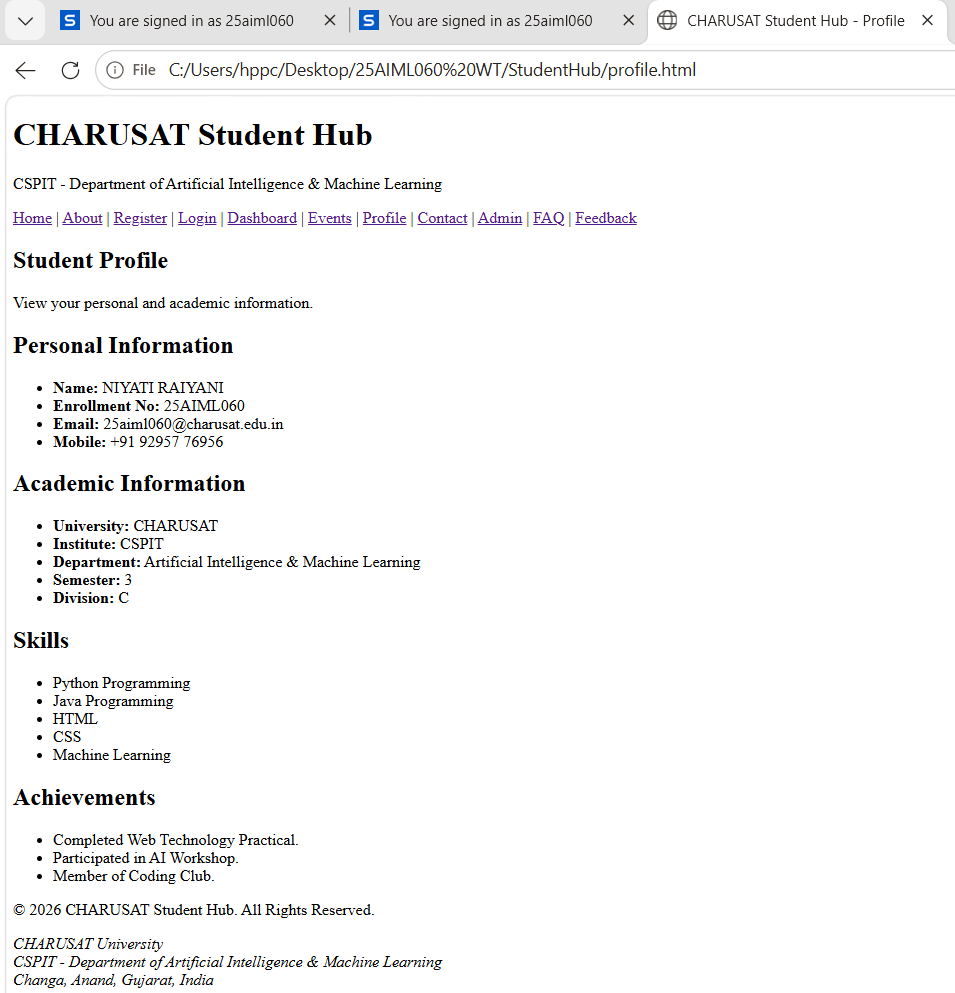 You are signed in as 25aiml060
You are signed in as 25aiml060
CHARUSAT Student Hub - Profile
File C:/Users/hppc/Desktop/25AIML060%20WT/StudentHub/profile.html
CHARUSAT Student Hub
CSPIT - Department of Artificial Intelligence & Machine Learning
Home | About | Register | Login | Dashboard | Events | Profile | Contact | Admin | FAQ | Feedback
Student Profile
View your personal and academic information.
Personal Information
• Name: NIYATI RAIYANI
• Enrollment No: 25AIML060
• Email: 25aiml060@charusat.edu.in
• Mobile: +91 92957 76956
Academic Information
• University: CHARUSAT
• Institute: CSPIT
• Department: Artificial Intelligence & Machine Learning
• Semester: 3
• Division: C
Skills
• Python Programming
• Java Programming
• HTML
• CSS
• Machine Learning
Achievements
• Completed Web Technology Practical.
• Participated in AI Workshop.
• Member of Coding Club.
© 2026 CHARUSAT Student Hub. All Rights Reserved.
CHARUSAT University
CSPIT - Department of Artificial Intelligence & Machine Learning
Changa, Anand, Gujarat, India